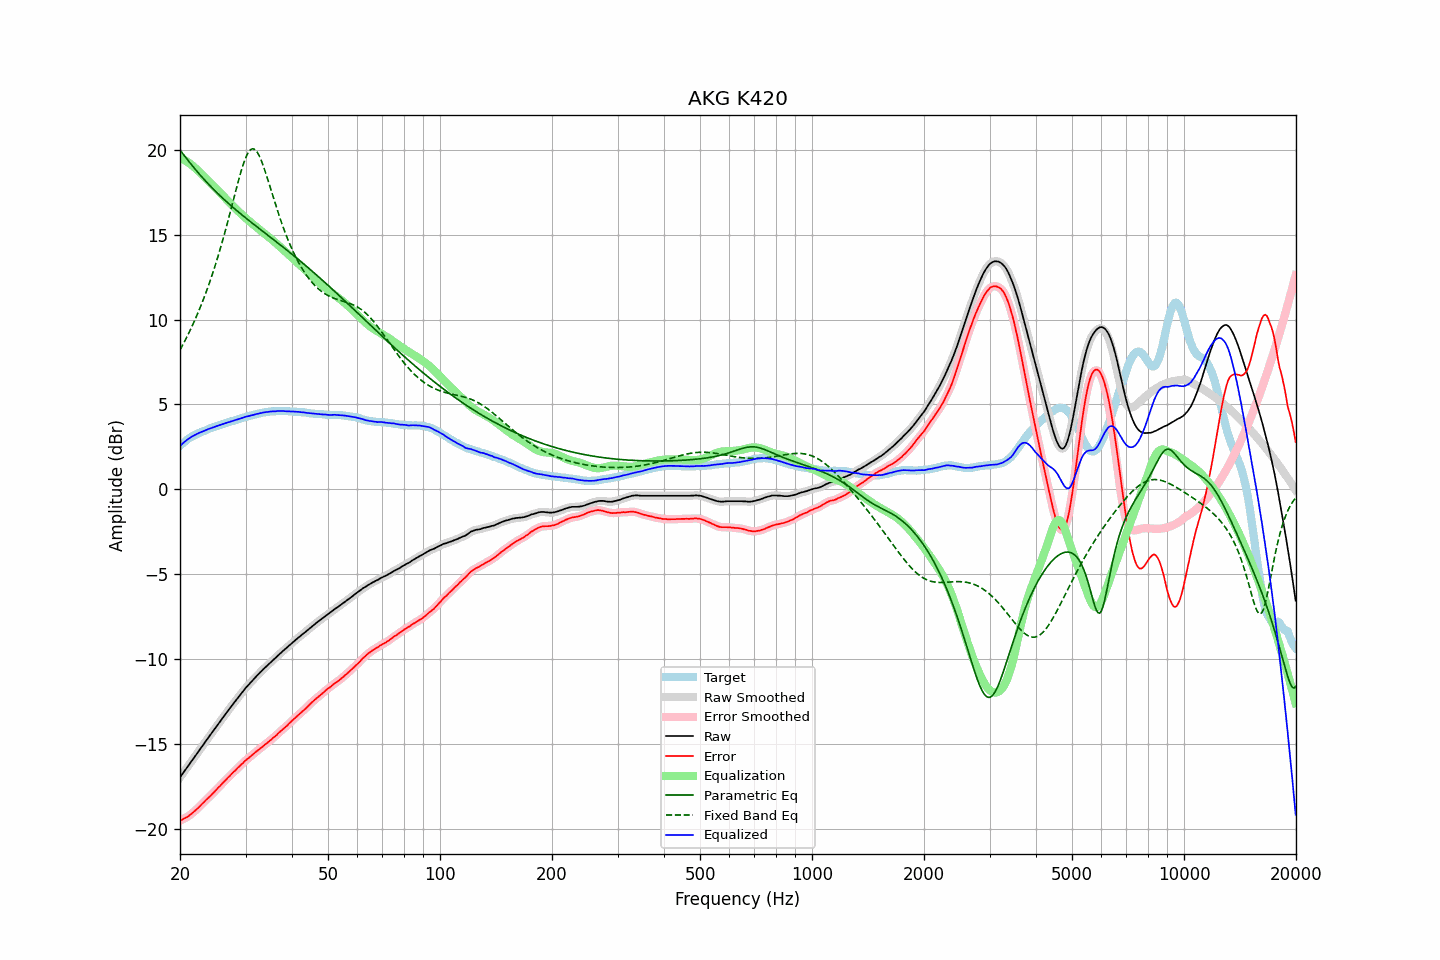 AKG K420
Amplitude (dBr)
20
15
10
5
0
−5
−10
−15
−20
Target
Raw Smoothed
Error Smoothed
Raw
Error
Equalization
Parametric Eq
Fixed Band Eq
Equalized
20 50 100 200 500 1000 2000 5000 10000 20000
Frequency (Hz)